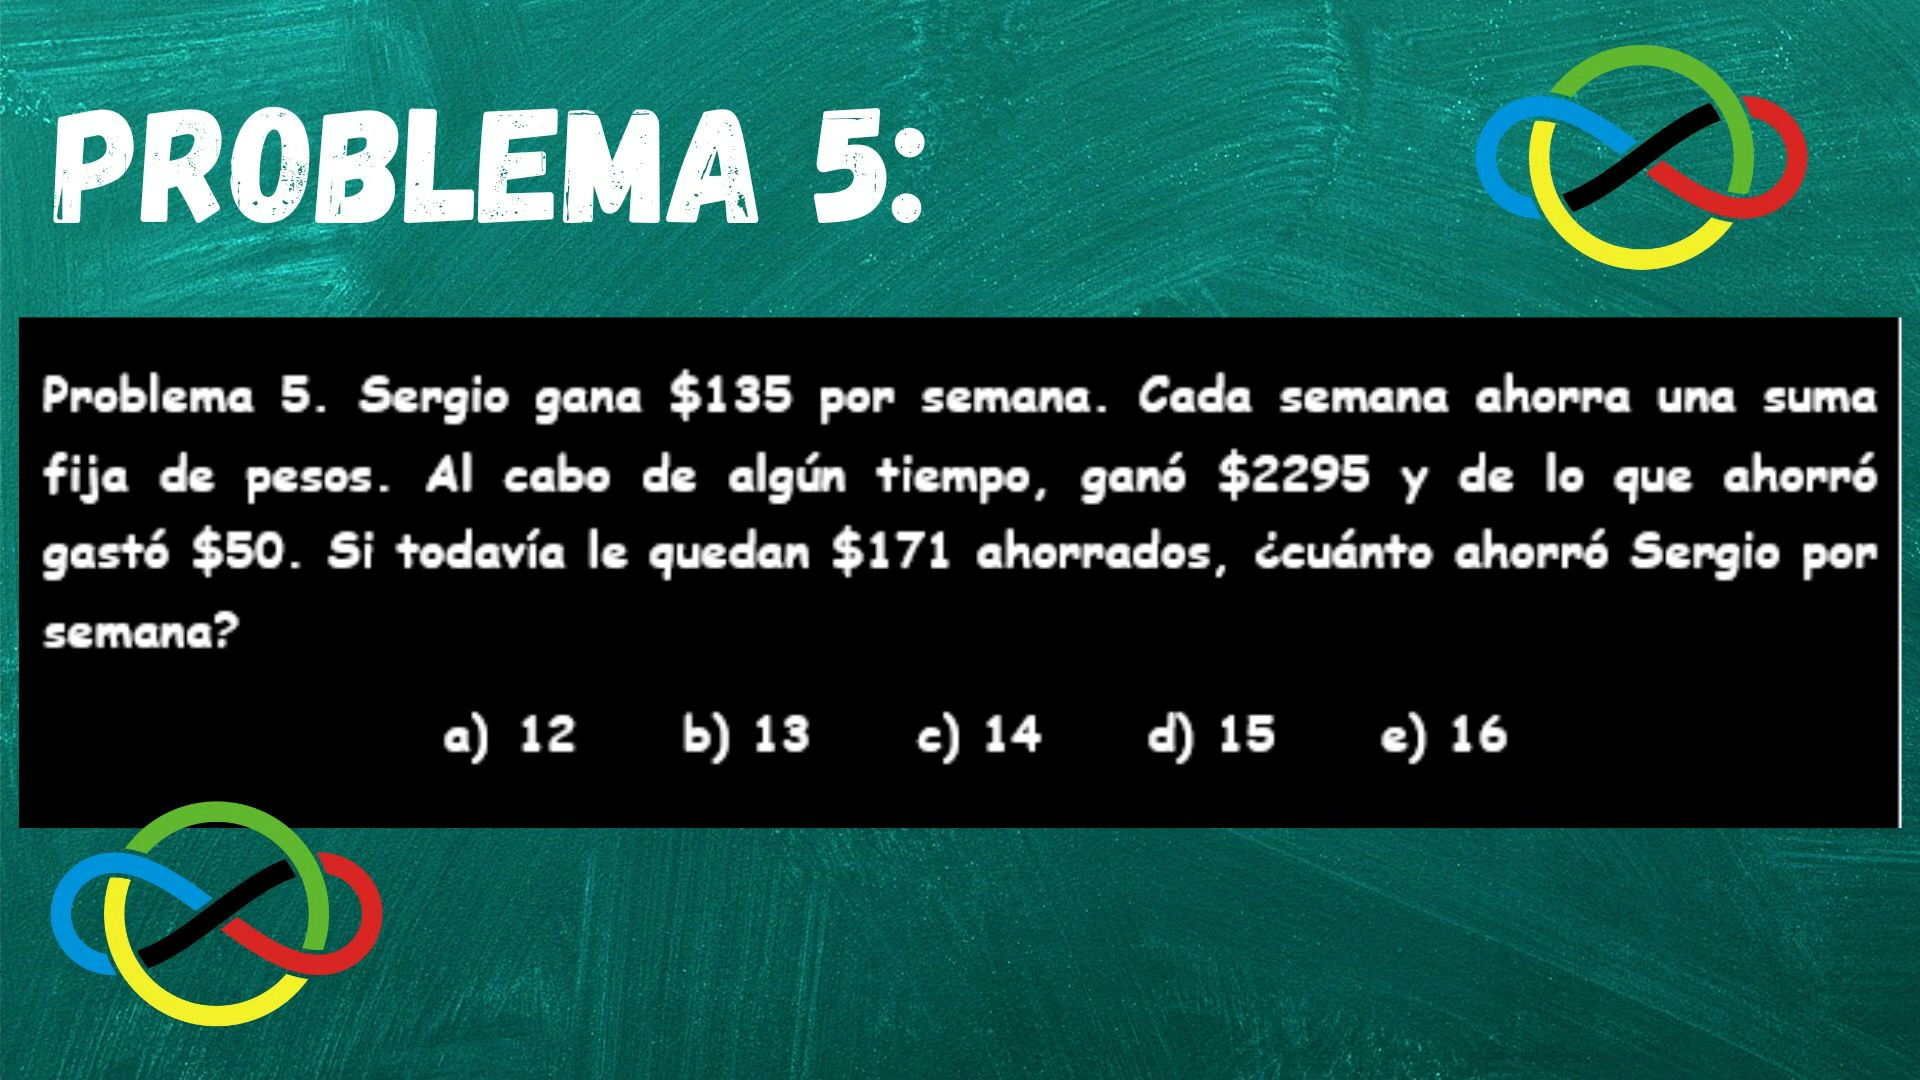 PROBLEMA 5:
Problema 5. Sergio gana $135 por semana. Cada semana ahorra una suma
fija de pesos. Al cabo de algún tiempo, ganó $2295 y de lo que ahorró
gastó $50. Si todavía le quedan $171 ahorrados, ¿cuánto ahorró Sergio por
semana?
a) 12 b) 13 c) 14 d) 15 e) 16